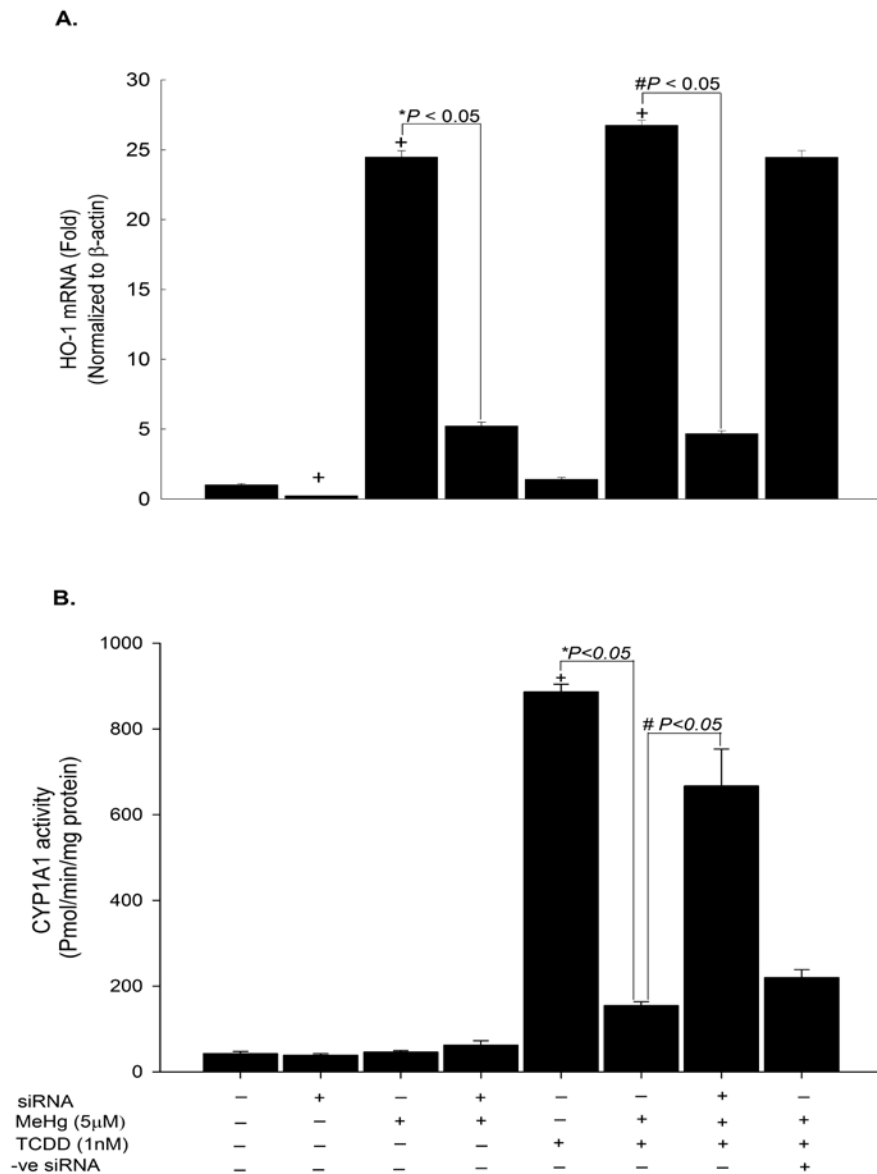 A.
30
25
20
15
10
5
0
HO-1 mRNA (Fold)
(Normalized to β-actin)
*P < 0.05
#P < 0.05
+
+
+
B.
1000
800
600
400
200
0
CYP1A1 activity
(Pmol/min/mg protein)
*P<0.05
# P<0.05
+
siRNA – + – + – – + –
MeHg (5μM) – – + + – + + +
TCDD (1nM) – – – – + + + +
-ve siRNA – – – – – – – +